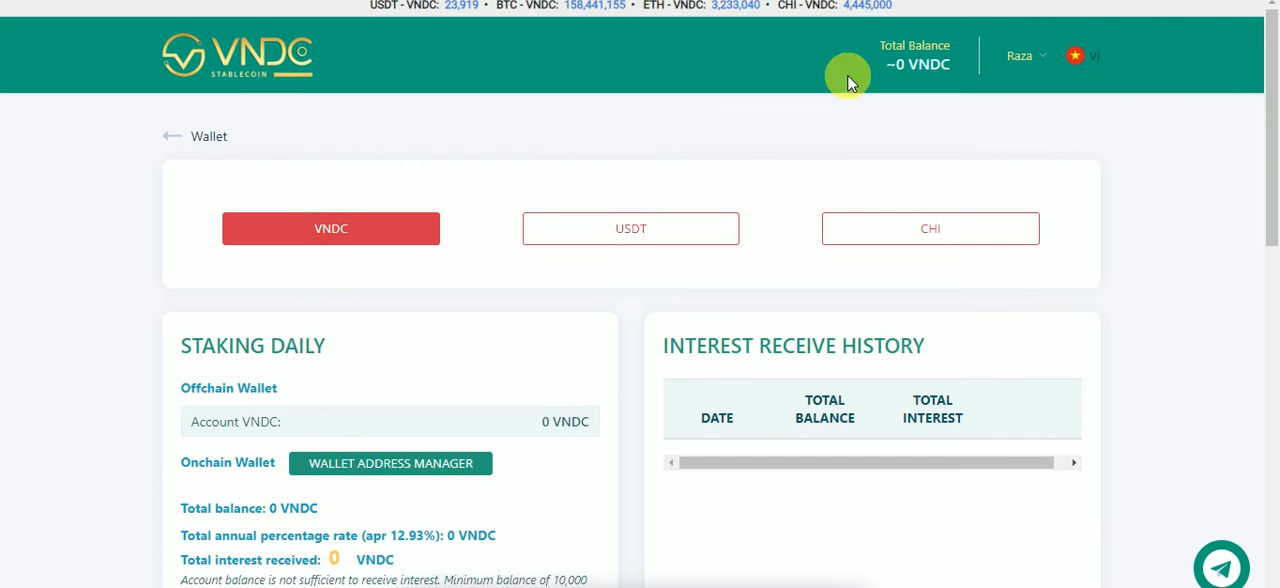 USDT - VNDC: 23,919 • BTC - VNDC: 158,441,155 • ETH - VNDC: 3,233,040 • CHI - VNDC: 4,445,000
VNDC
STABLECOIN
Total Balance
~0 VNDC
Raza
VI
Wallet
VNDC
USDT
CHI
STAKING DAILY
Offchain Wallet
Account VNDC: 0 VNDC
Onchain Wallet WALLET ADDRESS MANAGER
Total balance: 0 VNDC
Total annual percentage rate (apr 12.93%): 0 VNDC
Total interest received: 0 VNDC
Account balance is not sufficient to receive interest. Minimum balance of 10,000
INTEREST RECEIVE HISTORY
DATE
TOTAL
BALANCE
TOTAL
INTEREST